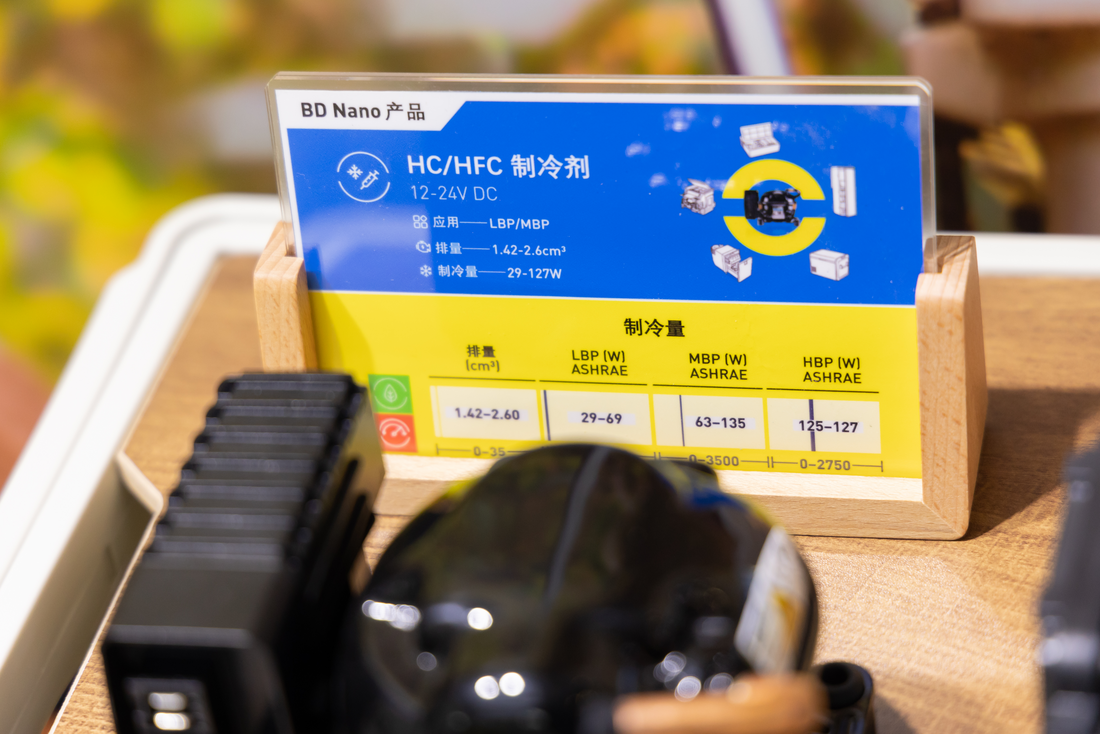 BD Nano 产品
HC/HFC 制冷剂
12-24V DC
应用——LBP/MBP
排量——1.42-2.6cm³
制冷量——29-127W
制冷量
排量 (cm³)
LBP (W) ASHRAE
MBP (W) ASHRAE
HBP (W) ASHRAE
1.42–2.60
29–69
63–135
125–127
0–35
0–3500
0–2750